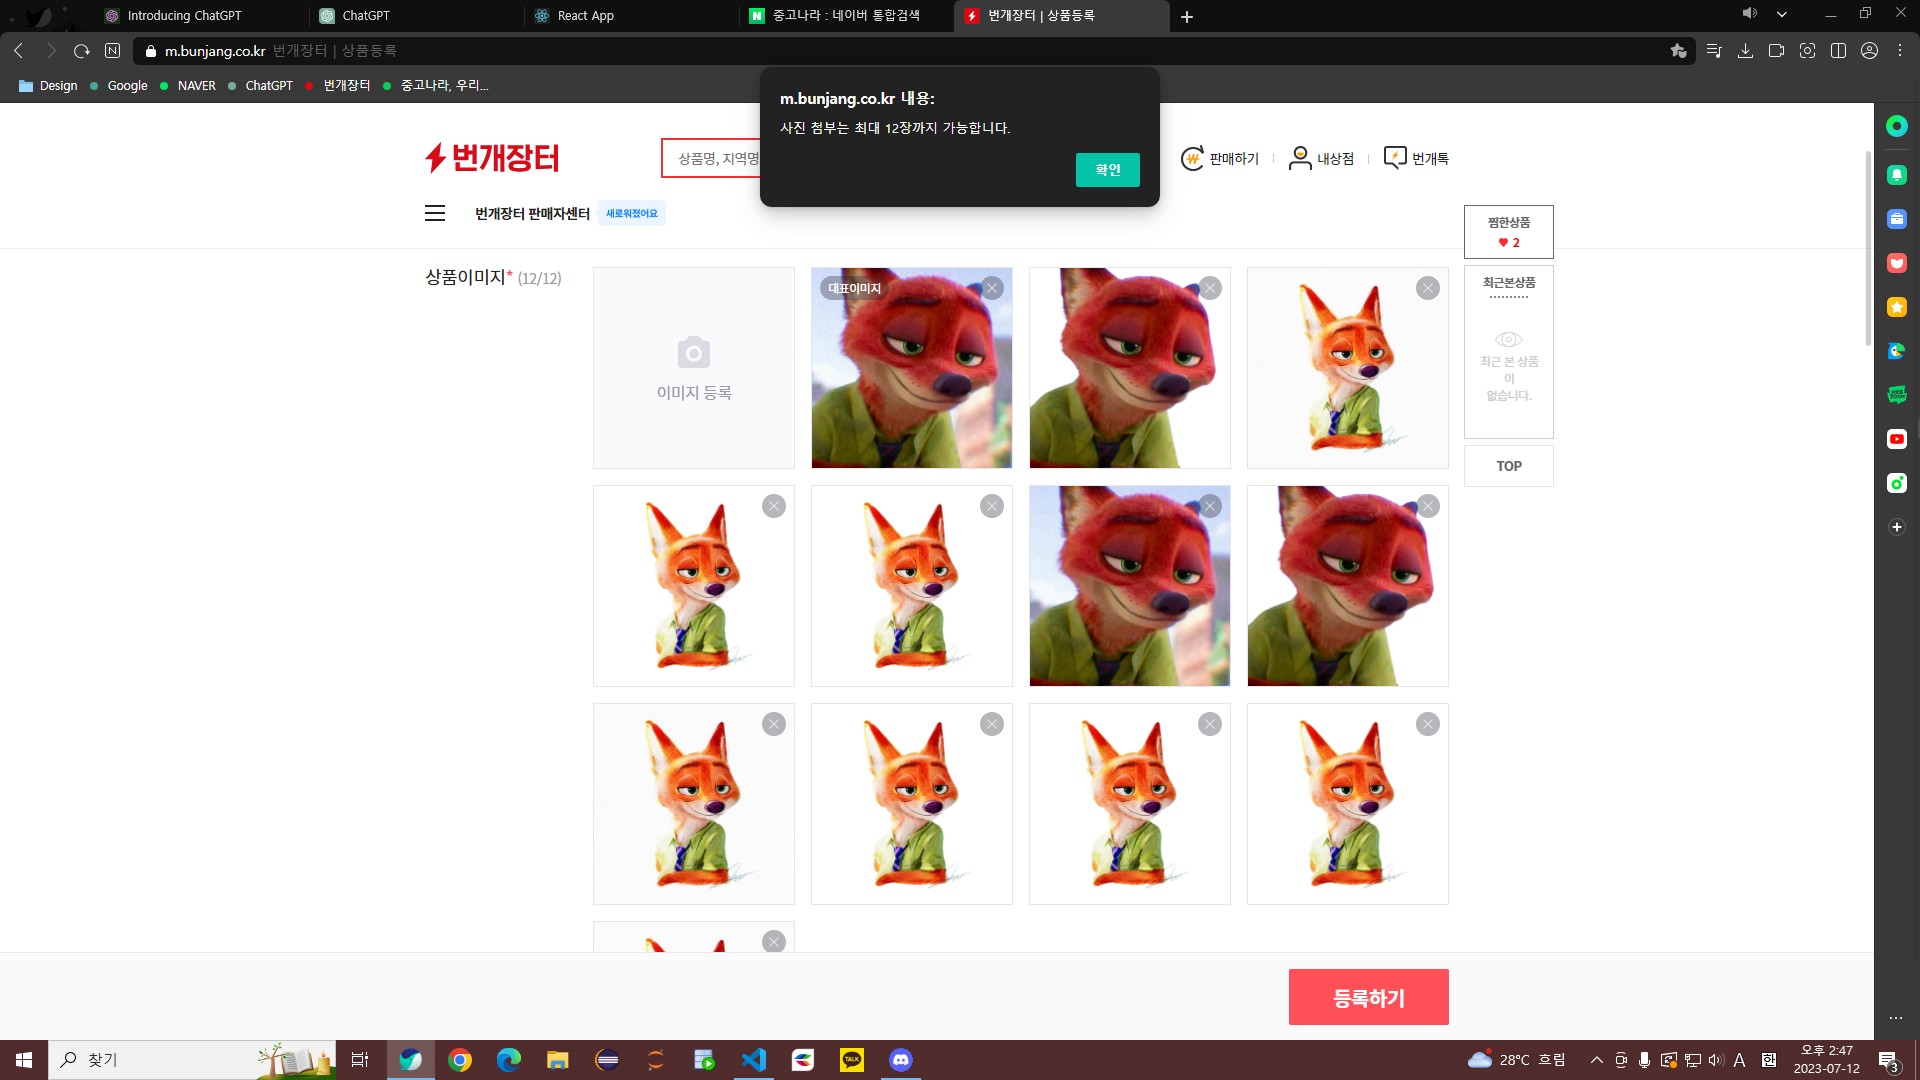 Introducing ChatGPT
ChatGPT
React App
중고나라 : 네이버 통합검색
번개장터 | 상품등록
m.bunjang.co.kr 번개장터 | 상품등록
Design
Google
NAVER
ChatGPT
번개장터
중고나라, 우리...
m.bunjang.co.kr 내용:
사진 첨부는 최대 12장까지 가능합니다.
확인
번개장터
상품명, 지역명
판매하기
내상점
번개톡
번개장터 판매자센터
새로워졌어요
찜한상품
2
상품이미지* (12/12)
이미지 등록
대표이미지
최근본상품
최근 본 상품
이
없습니다.
TOP
등록하기
찾기
TALK
28°C 흐림
A
한
오후 2:47
2023-07-12
3